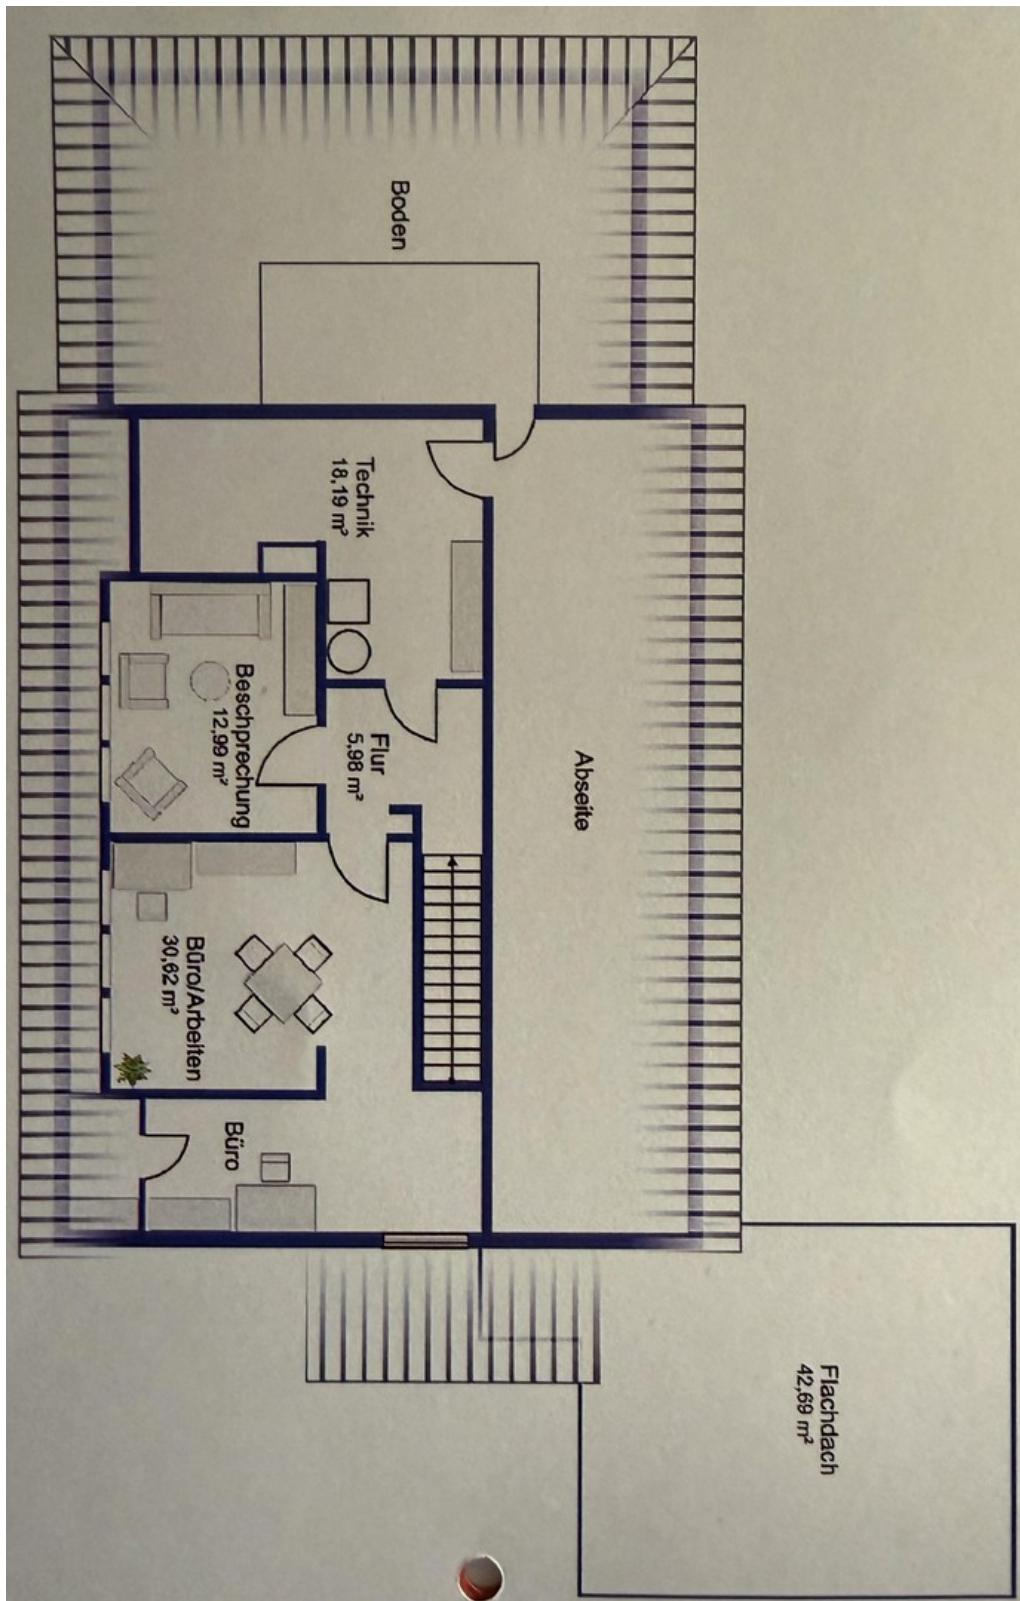 Boden
Technik
18,19 m²
Abseite
Flur
5,98 m²
Beschprechung
12,99 m²
Büro/Arbeiten
30,62 m²
Büro
Flachdach
42,69 m²